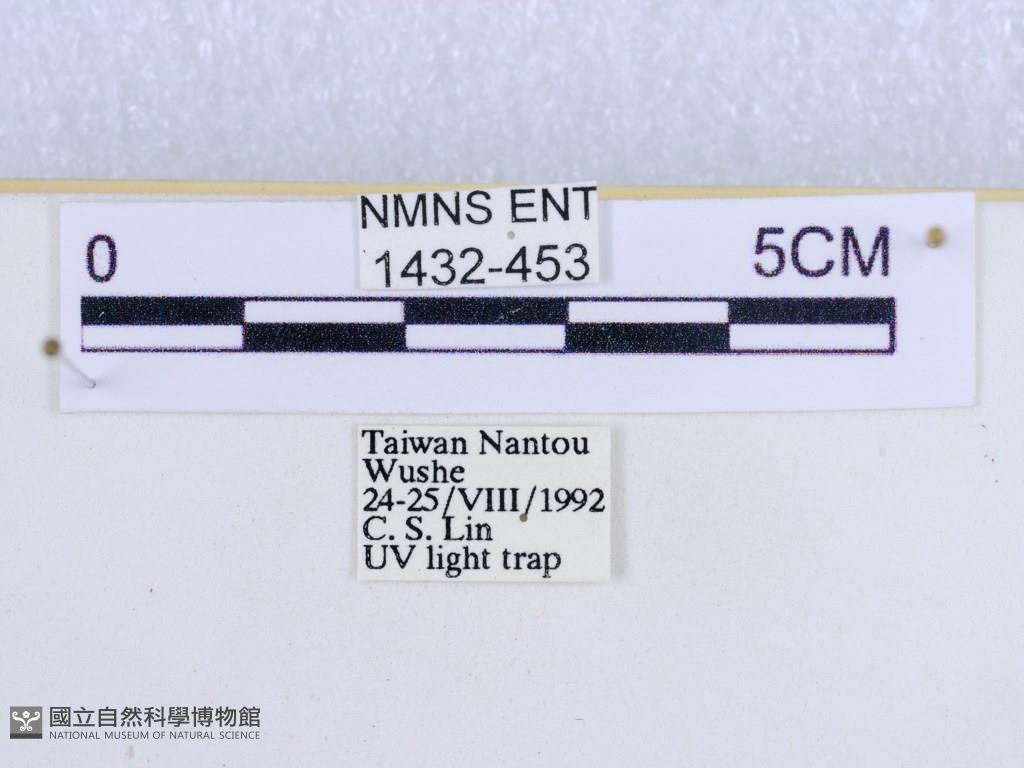 NMNS ENT
1432-453
0
5CM
Taiwan Nantou
Wushe
24-25/VIII/1992
C. S. Lin
UV light trap
國立自然科學博物館
NATIONAL MUSEUM OF NATURAL SCIENCE